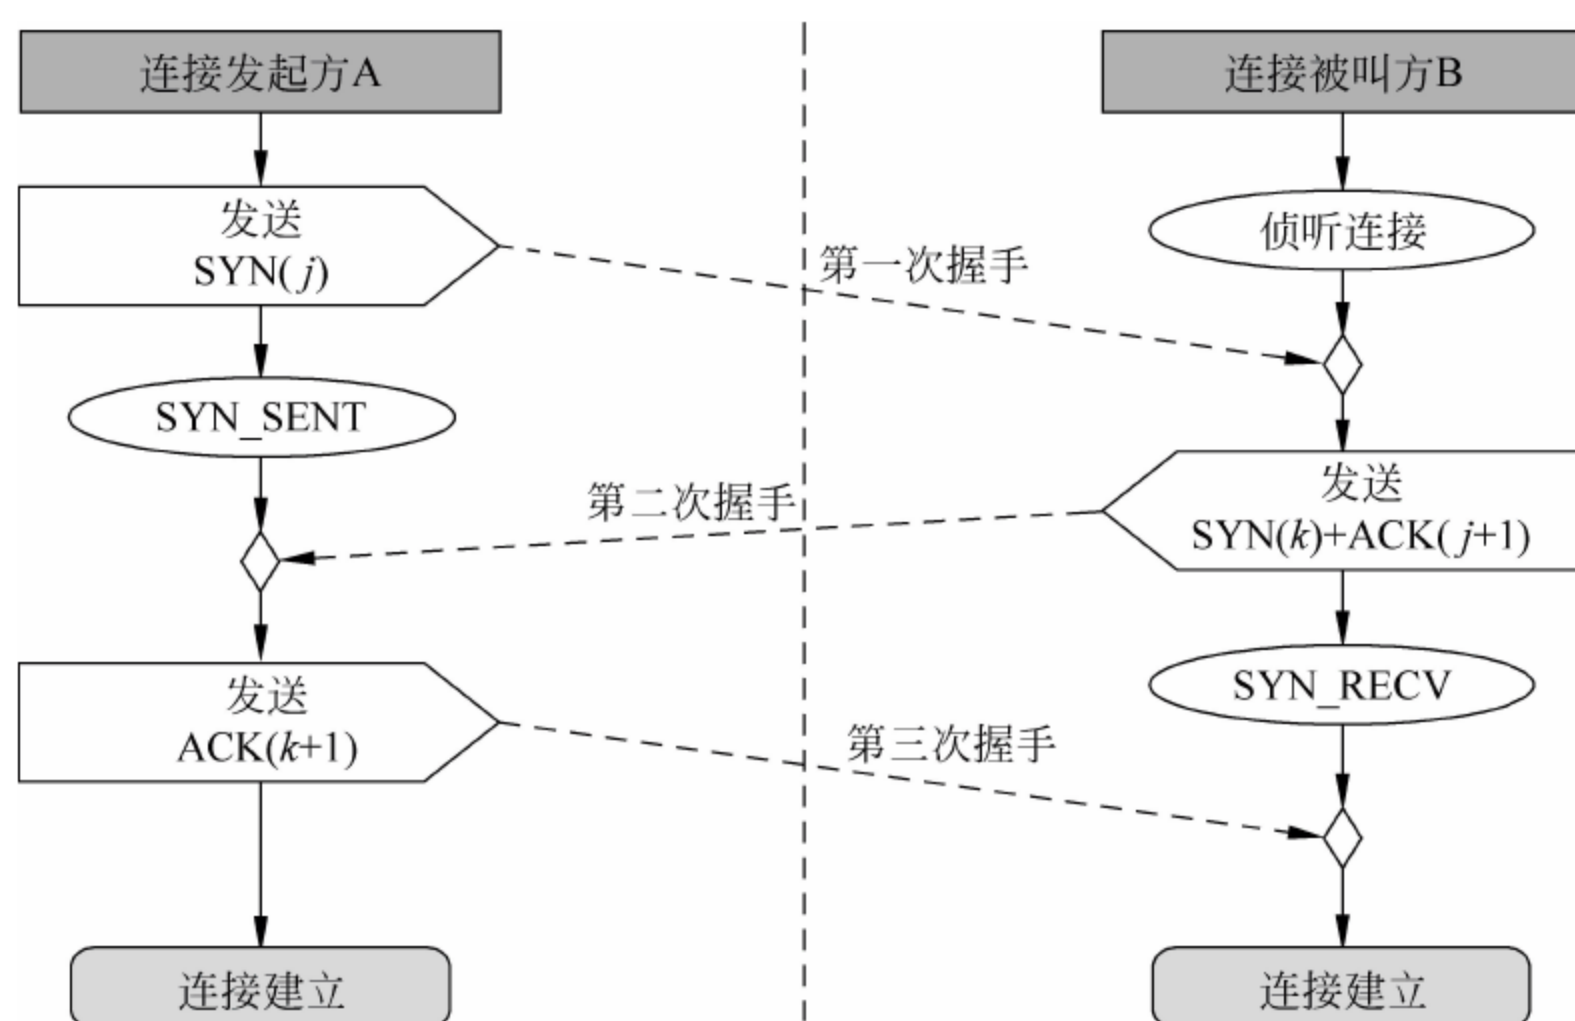 连接发起方A
连接被叫方B
发送
SYN(j)
第一次握手
侦听连接
SYN_SENT
第二次握手
发送
SYN(k)+ACK(j+1)
发送
ACK(k+1)
SYN_RECV
第三次握手
连接建立
连接建立